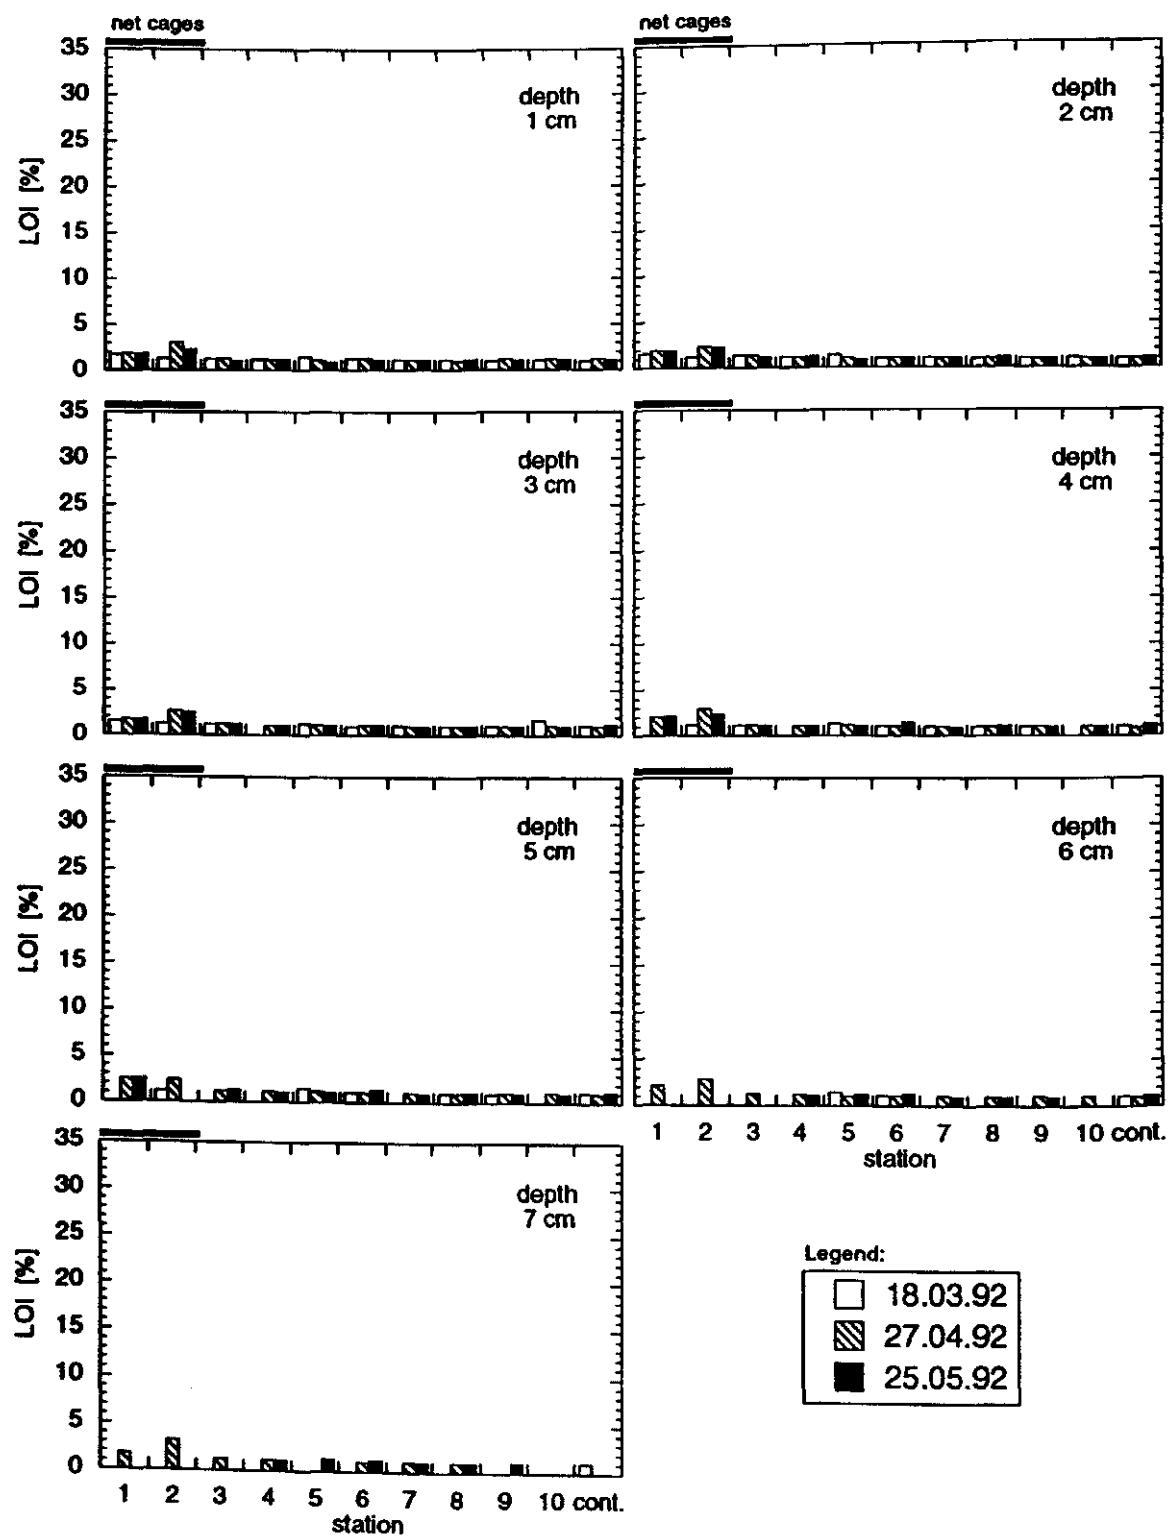 net cages
net cages
35
30
25
20
15
10
5
0
LOI [%]
depth
1 cm
depth
2 cm
35
30
25
20
15
10
5
0
LOI [%]
depth
3 cm
depth
4 cm
35
30
25
20
15
10
5
0
LOI [%]
depth
5 cm
depth
6 cm
1 2 3 4 5 6 7 8 9 10 cont.
station
35
30
25
20
15
10
5
0
LOI [%]
depth
7 cm
1 2 3 4 5 6 7 8 9 10 cont.
station
Legend:
18.03.92
27.04.92
25.05.92